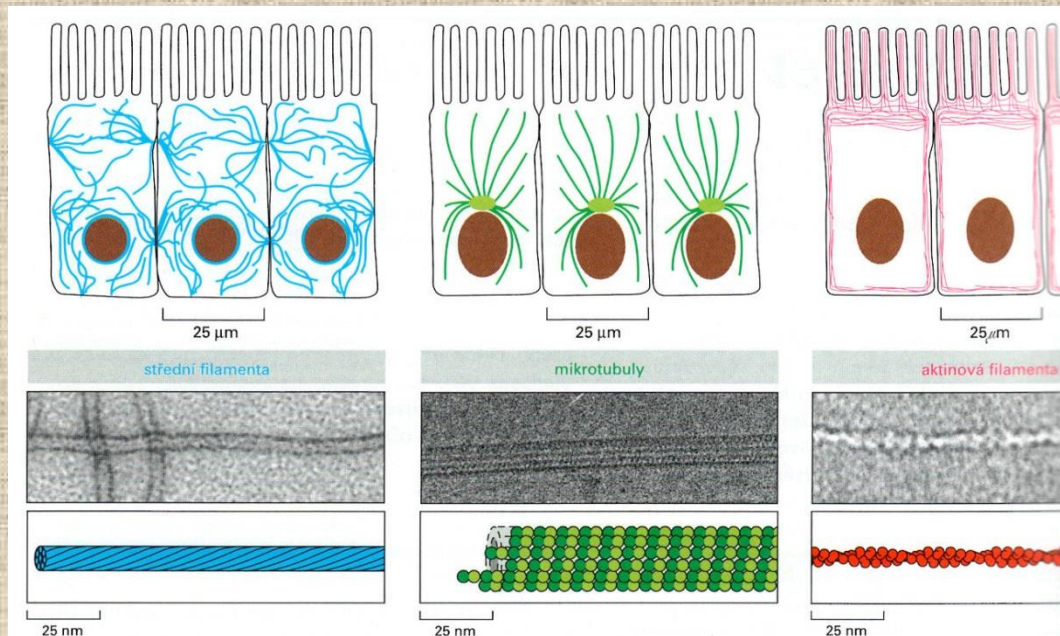 25 μm
25 μm
25 μm
střední filamenta
mikrotubuly
aktinová filamenta
25 nm
25 nm
25 nm